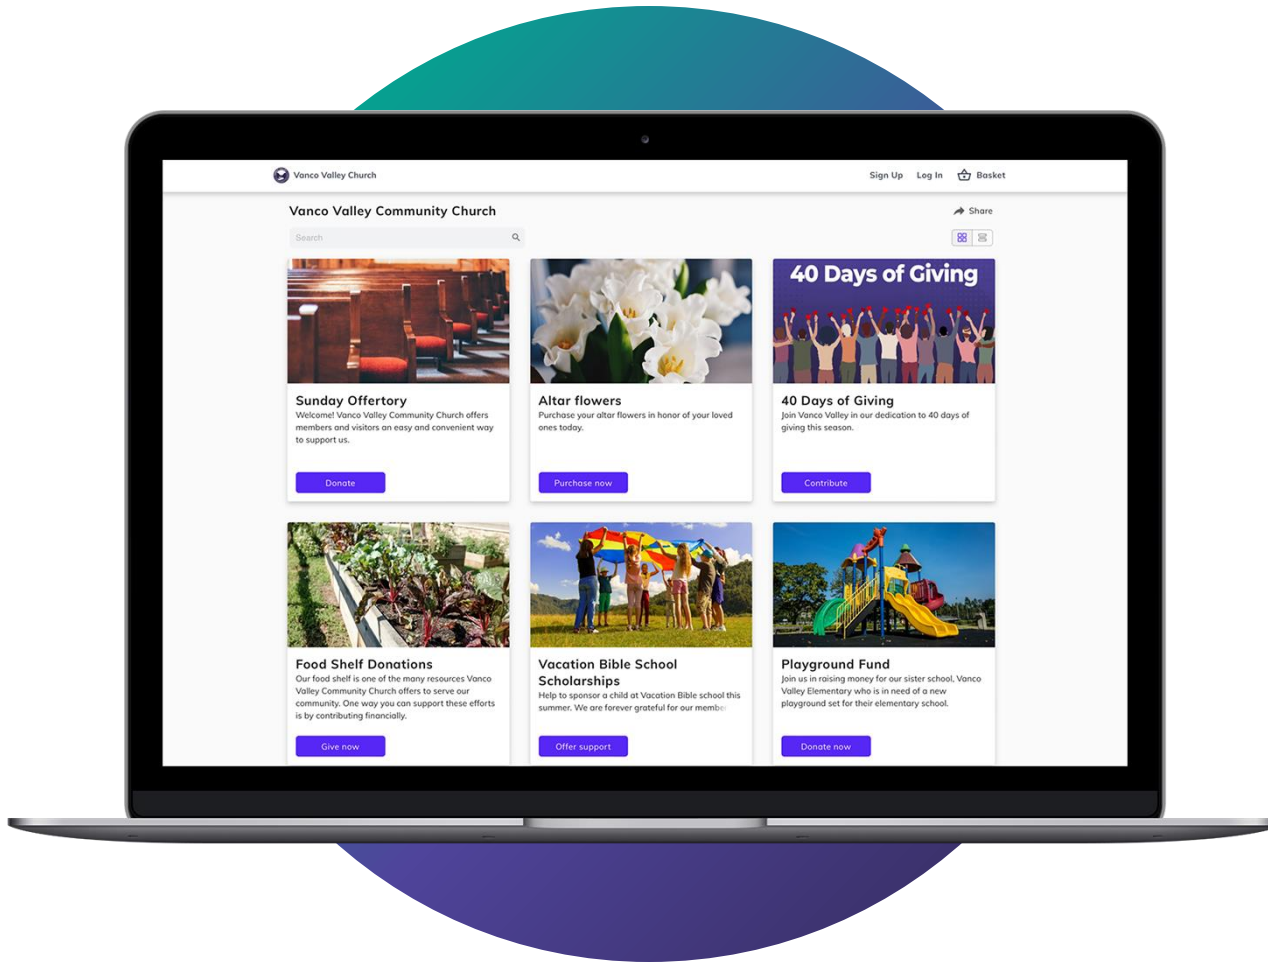 Vanco Valley Church
Sign Up
Log In
Basket
Vanco Valley Community Church
Share
Search
40 Days of Giving
Sunday Offertory
Welcome! Vanco Valley Community Church offers
members and visitors an easy and convenient way
to support us.
Donate
Altar flowers
Purchase your altar flowers in honor of your loved
ones today.
Purchase now
40 Days of Giving
Join Vanco Valley in our dedication to 40 days of
giving this season.
Contribute
Food Shelf Donations
Our food shelf is one of the many resources Vanco
Valley Community Church offers to serve our
community. One way you can support these efforts
is by contributing financially.
Give now
Vacation Bible School
Scholarships
Help to sponsor a child at Vacation Bible school this
summer. We are forever grateful for our membe
Offer support
Playground Fund
Join us in raising money for our sister school, Vanco
Valley Elementary who is in need of a new
playground set for their elementary school.
Donate now